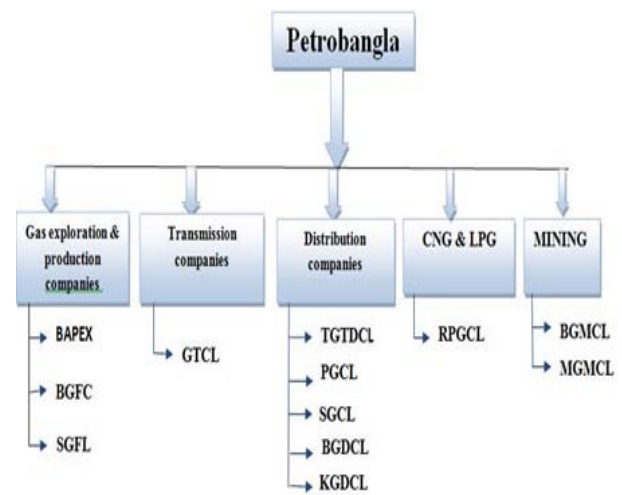 Petrobangla
Gas exploration &
production
companies
Transmission
companies
Distribution
companies
CNG & LPG
MINING
BAPEX
BGFC
SGFL
GTCL
TGTDCL
PGCL
SGCL
BGDCL
KGDCL
RPGCL
BGMCL
MGMCL